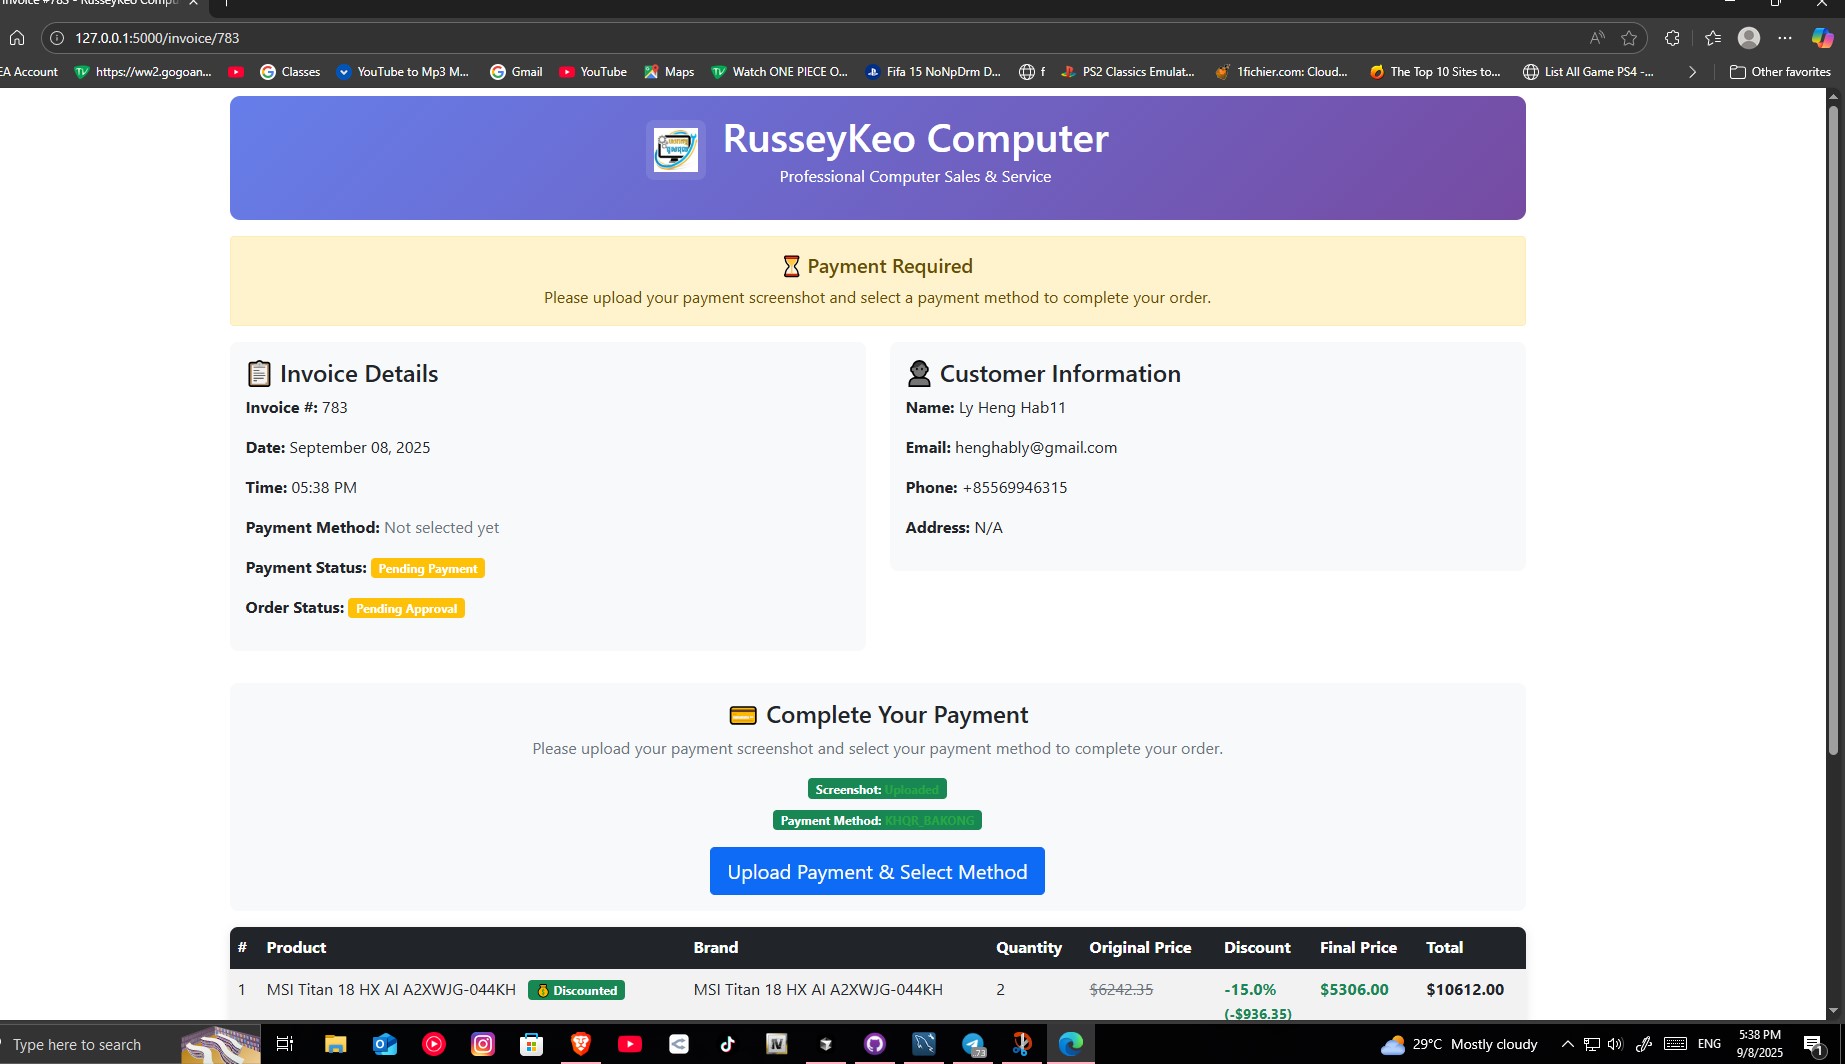 Invoice #783 - RusseyKeo Compu
127.0.0.1:5000/invoice/783
EA Account
https://ww2.gogoan...
Classes
YouTube to Mp3 M...
Gmail
YouTube
Maps
Watch ONE PIECE O...
Fifa 15 NoNpDrm D...
f
PS2 Classics Emulat...
1fichier.com: Cloud...
The Top 10 Sites to...
List All Game PS4 -...
Other favorites
RusseyKeo Computer
Professional Computer Sales & Service
Payment Required
Please upload your payment screenshot and select a payment method to complete your order.
Invoice Details
Invoice #: 783
Date: September 08, 2025
Time: 05:38 PM
Payment Method: Not selected yet
Payment Status: Pending Payment
Order Status: Pending Approval
Customer Information
Name: Ly Heng Hab11
Email: henghably@gmail.com
Phone: +85569946315
Address: N/A
Complete Your Payment
Please upload your payment screenshot and select your payment method to complete your order.
Screenshot: Uploaded
Payment Method: KHQR_BAKONG
Upload Payment & Select Method
# Product Brand Quantity Original Price Discount Final Price Total
1 MSI Titan 18 HX AI A2XWJG-044KH Discounted MSI Titan 18 HX AI A2XWJG-044KH 2 $6242.35 -15.0% $5306.00 $10612.00
(-$936.35)
Type here to search
73
29°C Mostly cloudy
ENG
5:38 PM
9/8/2025
1